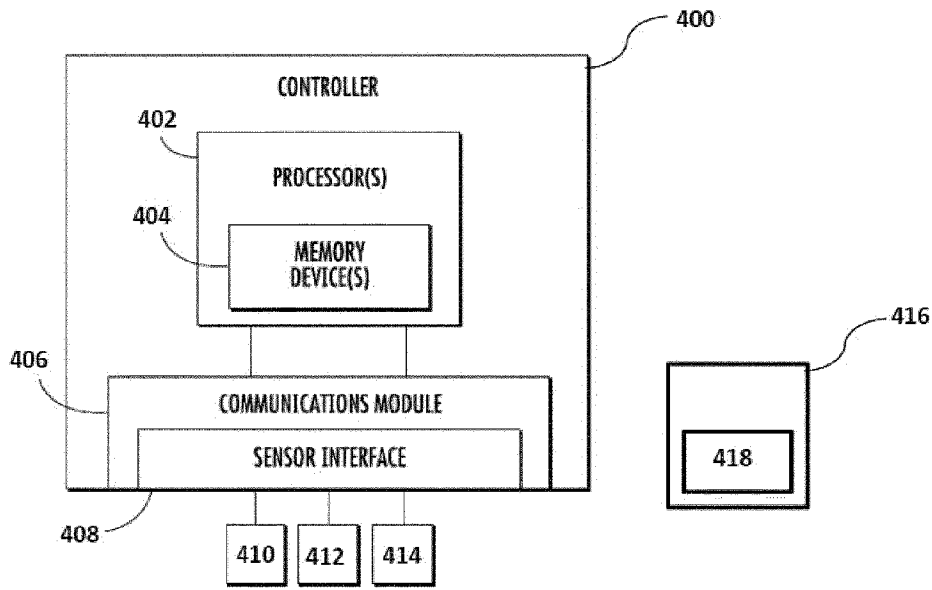 400
CONTROLLER
402
PROCESSOR(S)
404
MEMORY
DEVICE(S)
416
406
COMMUNICATIONS MODULE
418
SENSOR INTERFACE
408
410
412
414